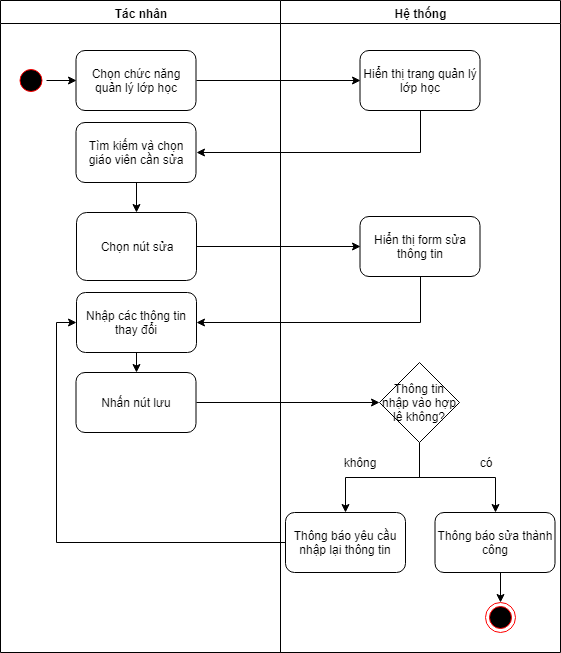 Tác nhân
Hệ thống
Chọn chức năng
quản lý lớp học
Hiển thị trang quản lý
lớp học
Tìm kiếm và chọn
giáo viên cần sửa
Chọn nút sửa
Hiển thị form sửa
thông tin
Nhập các thông tin
thay đổi
Nhấn nút lưu
Thông tin
nhập vào hợp
lệ không?
không
có
Thông báo yêu cầu
nhập lại thông tin
Thông báo sửa thành
công